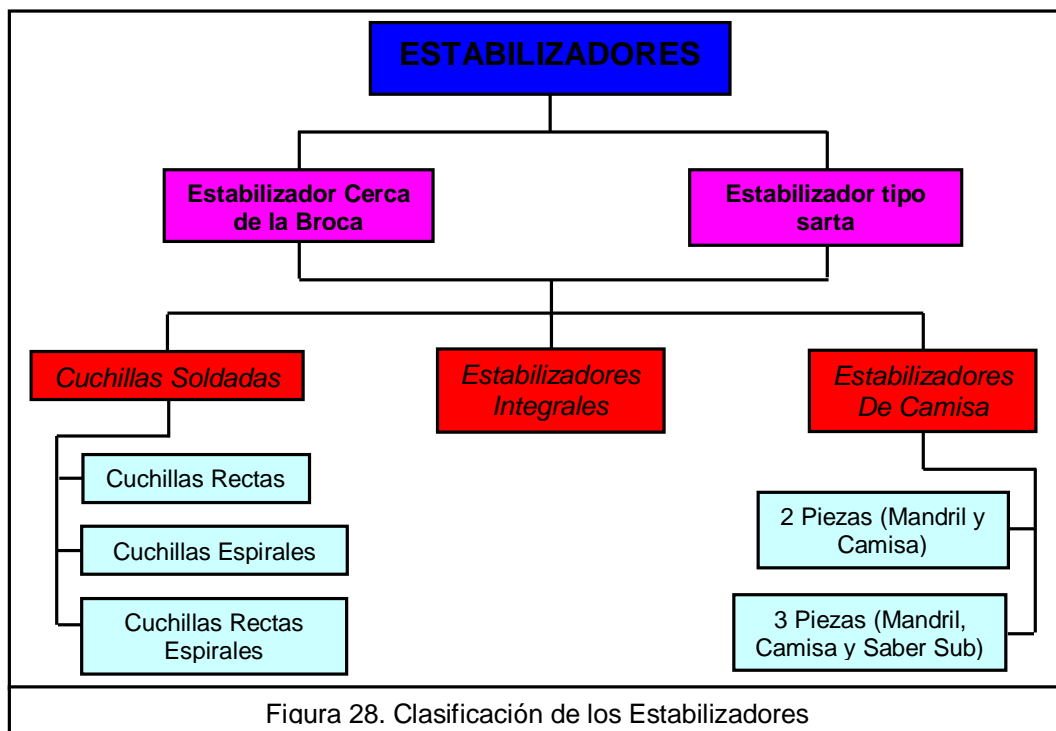 ESTABILIZADORES
Estabilizador Cerca
de la Broca
Estabilizador tipo
sarta
Cuchillas Soldadas
Estabilizadores
Integrales
Estabilizadores
De Camisa
Cuchillas Rectas
Cuchillas Espirales
Cuchillas Rectas
Espirales
2 Piezas (Mandril y
Camisa)
3 Piezas (Mandril,
Camisa y Saber Sub)
Figura 28. Clasificación de los Estabilizadores